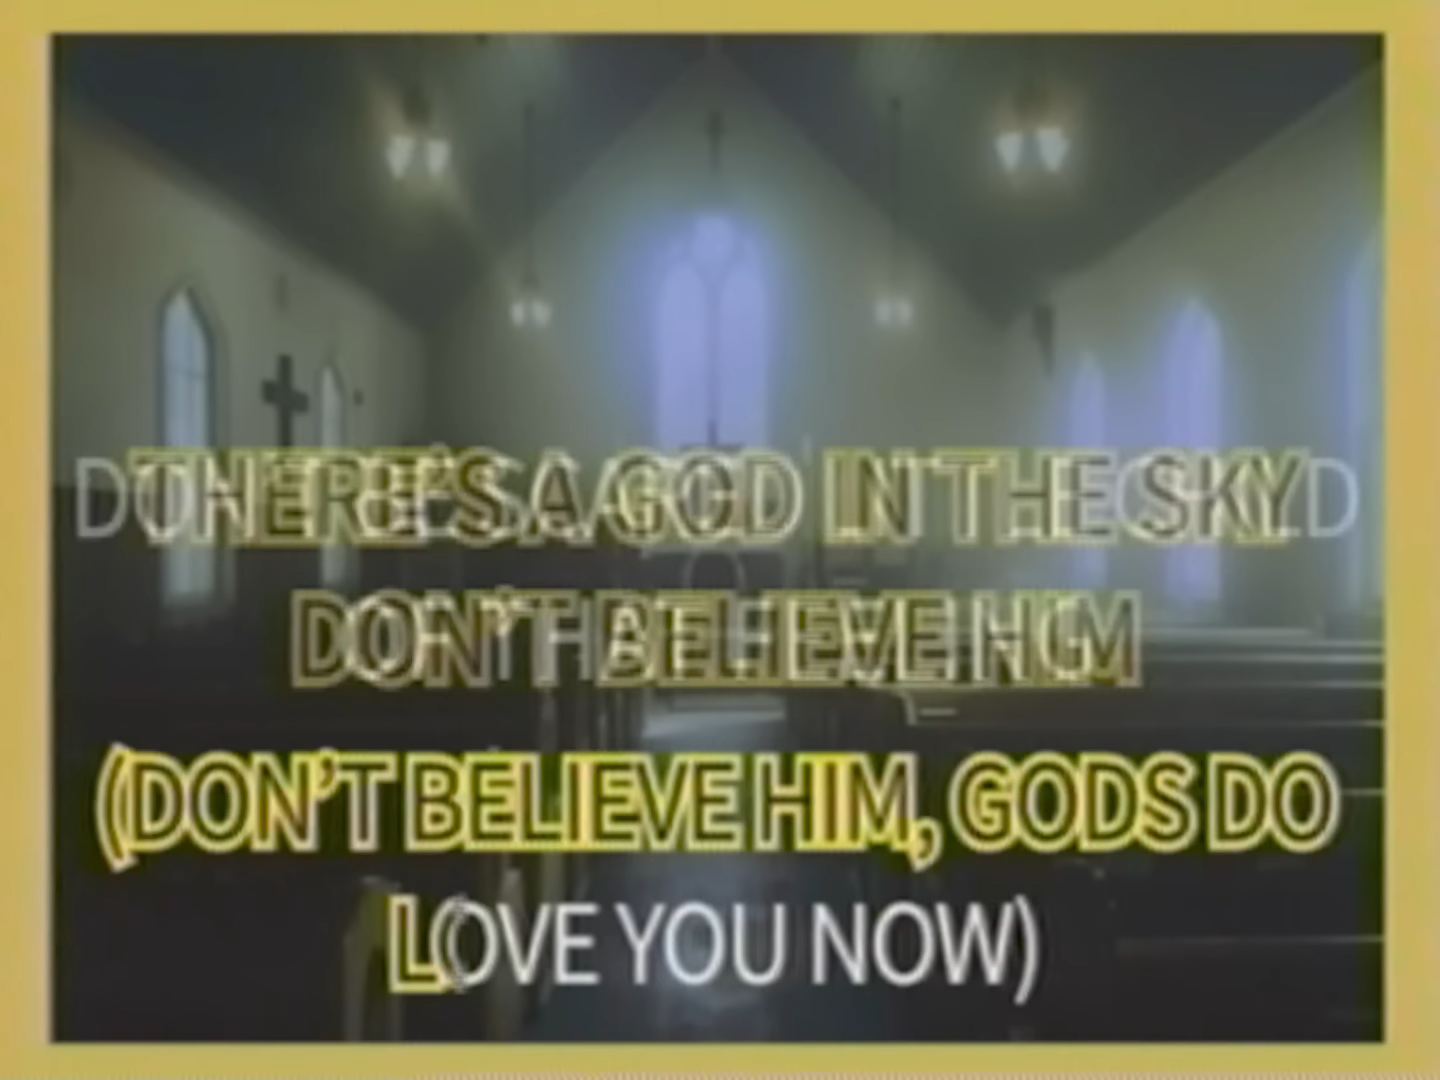 THERE'S A GOD IN THE SKY
DON'T BELIEVE HIM
(DON'T BELIEVE HIM, GODS DO
LOVE YOU NOW)